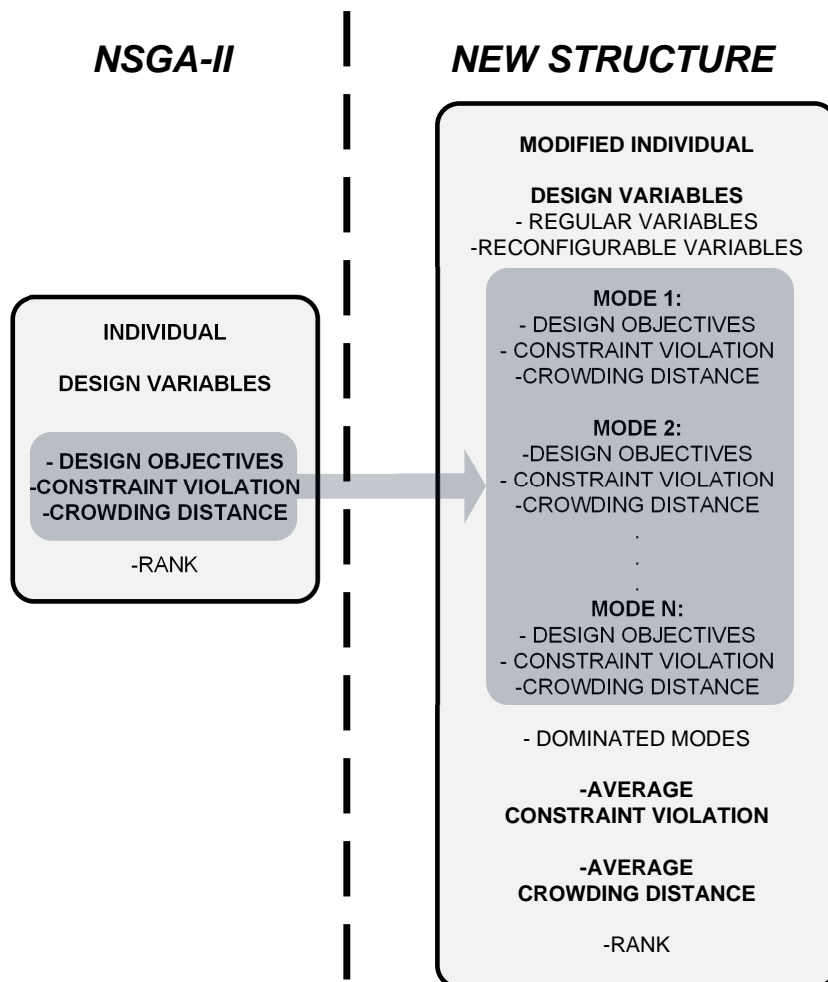 NSGA-II
INDIVIDUAL
DESIGN VARIABLES
- DESIGN OBJECTIVES
-CONSTRAINT VIOLATION
-CROWDING DISTANCE
-RANK
NEW STRUCTURE
MODIFIED INDIVIDUAL
DESIGN VARIABLES
- REGULAR VARIABLES
-RECONFIGURABLE VARIABLES
MODE 1:
- DESIGN OBJECTIVES
- CONSTRAINT VIOLATION
-CROWDING DISTANCE
MODE 2:
-DESIGN OBJECTIVES
- CONSTRAINT VIOLATION
-CROWDING DISTANCE
.
.
.
MODE N:
- DESIGN OBJECTIVES
- CONSTRAINT VIOLATION
-CROWDING DISTANCE
- DOMINATED MODES
-AVERAGE
CONSTRAINT VIOLATION
-AVERAGE
CROWDING DISTANCE
-RANK